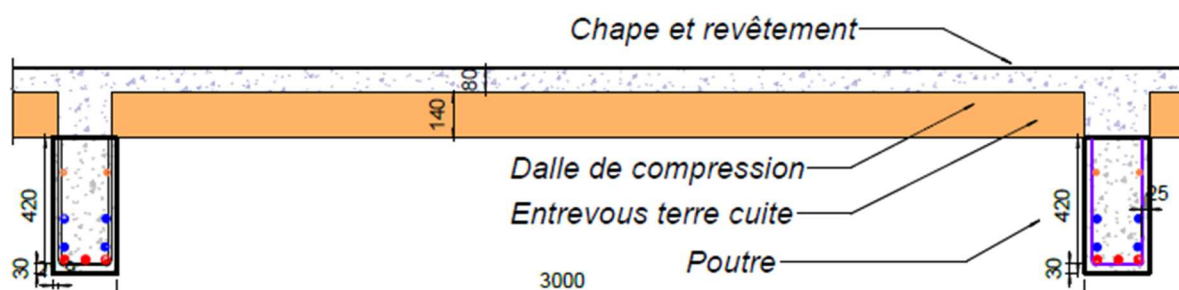 Chape et revêtement
80
140
Dalle de compression
420
420
25
Entrevous terre cuite
Poutre
30
30
3000